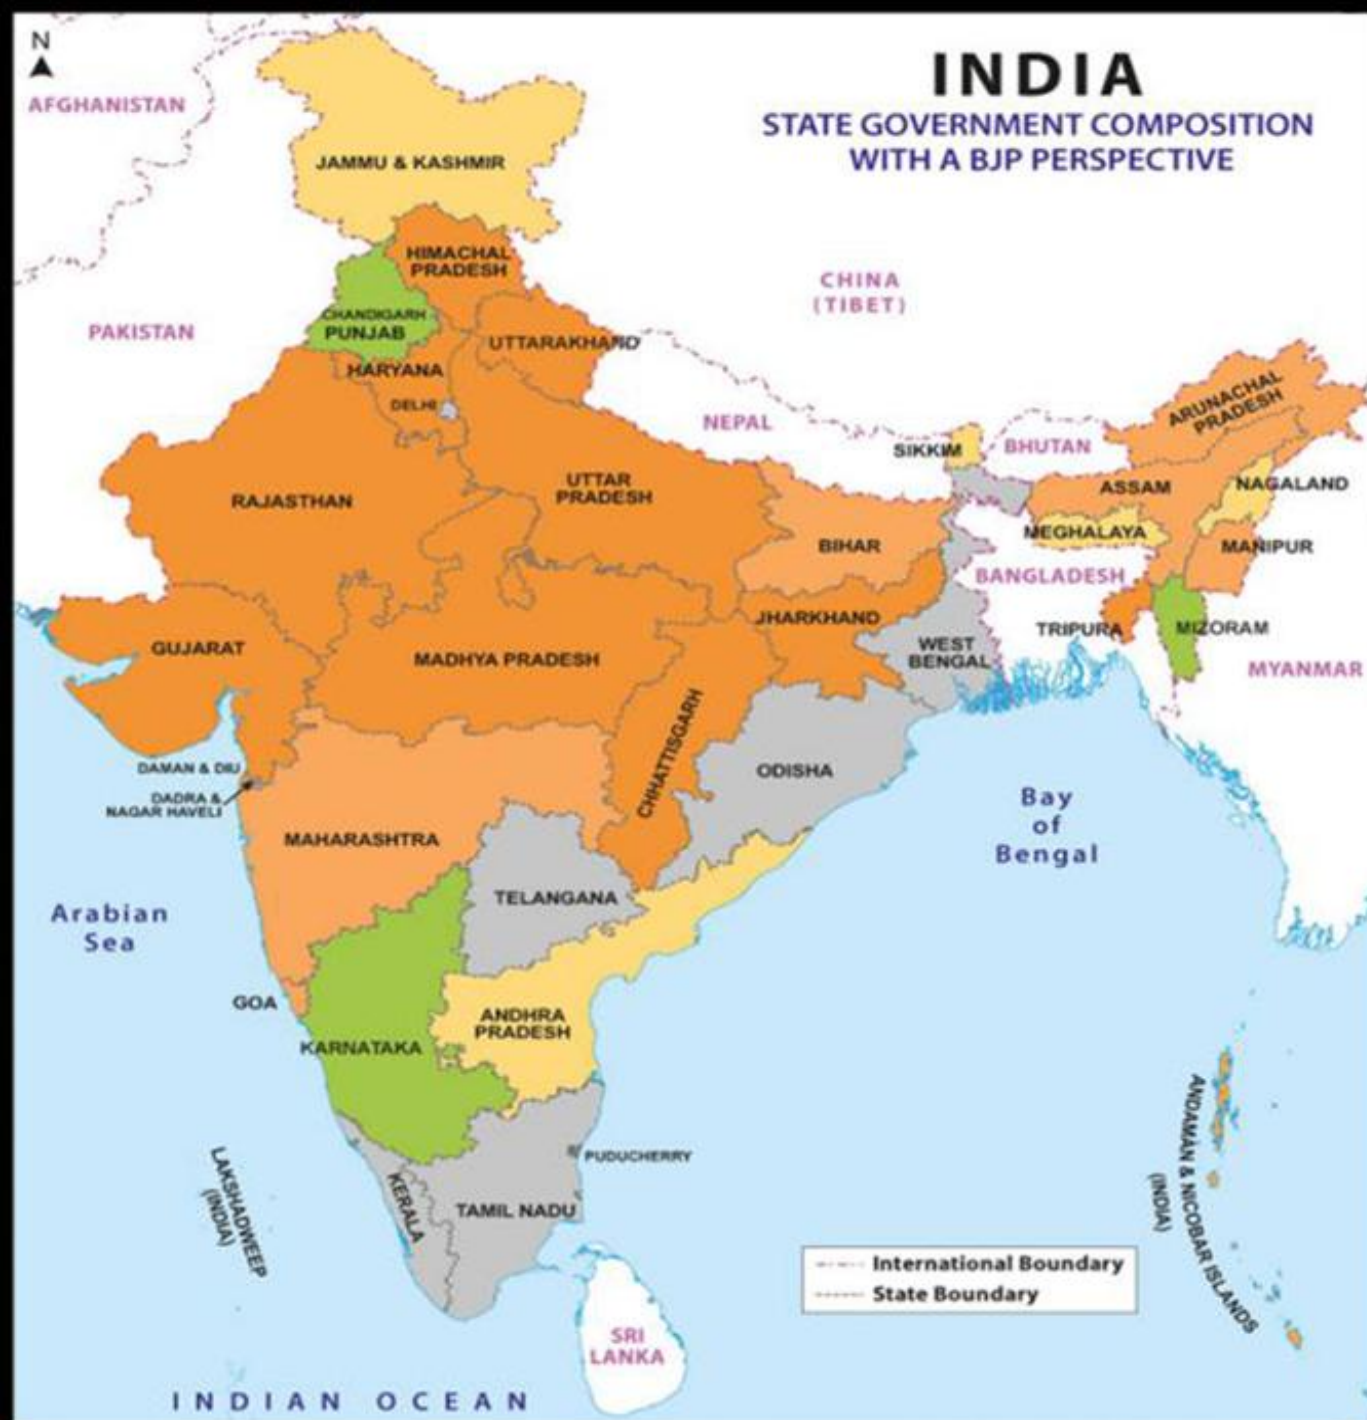 N
INDIA
STATE GOVERNMENT COMPOSITION
WITH A BJP PERSPECTIVE
AFGHANISTAN
JAMMU & KASHMIR
HIMACHAL
PRADESH
CHINA
(TIBET)
CHANDIGARH
PUNJAB
PAKISTAN
UTTARAKHAND
HARYANA
DELHI
NEPAL
ARUNACHAL
PRADESH
SIKKIM
BHUTAN
UTTAR
PRADESH
ASSAM
NAGALAND
RAJASTHAN
MEGHALAYA
BIHAR
MANIPUR
BANGLADESH
JHARKHAND
TRIPURA
MIZORAM
GUJARAT
MADHYA PRADESH
WEST
BENGAL
MYANMAR
CHHATTISGARH
DAMAN & DIU
ODISHA
DADRA &
NAGAR HAVELI
Bay
of
Bengal
MAHARASHTRA
TELANGANA
Arabian
Sea
GOA
ANDHRA
PRADESH
KARNATAKA
ANDAMAN & NICOBAR ISLANDS
(INDIA)
LAKSHADWEEP
(INDIA)
PUDUCHERRY
KERALA
TAMIL NADU
International Boundary
State Boundary
SRI
LANKA
INDIAN OCEAN